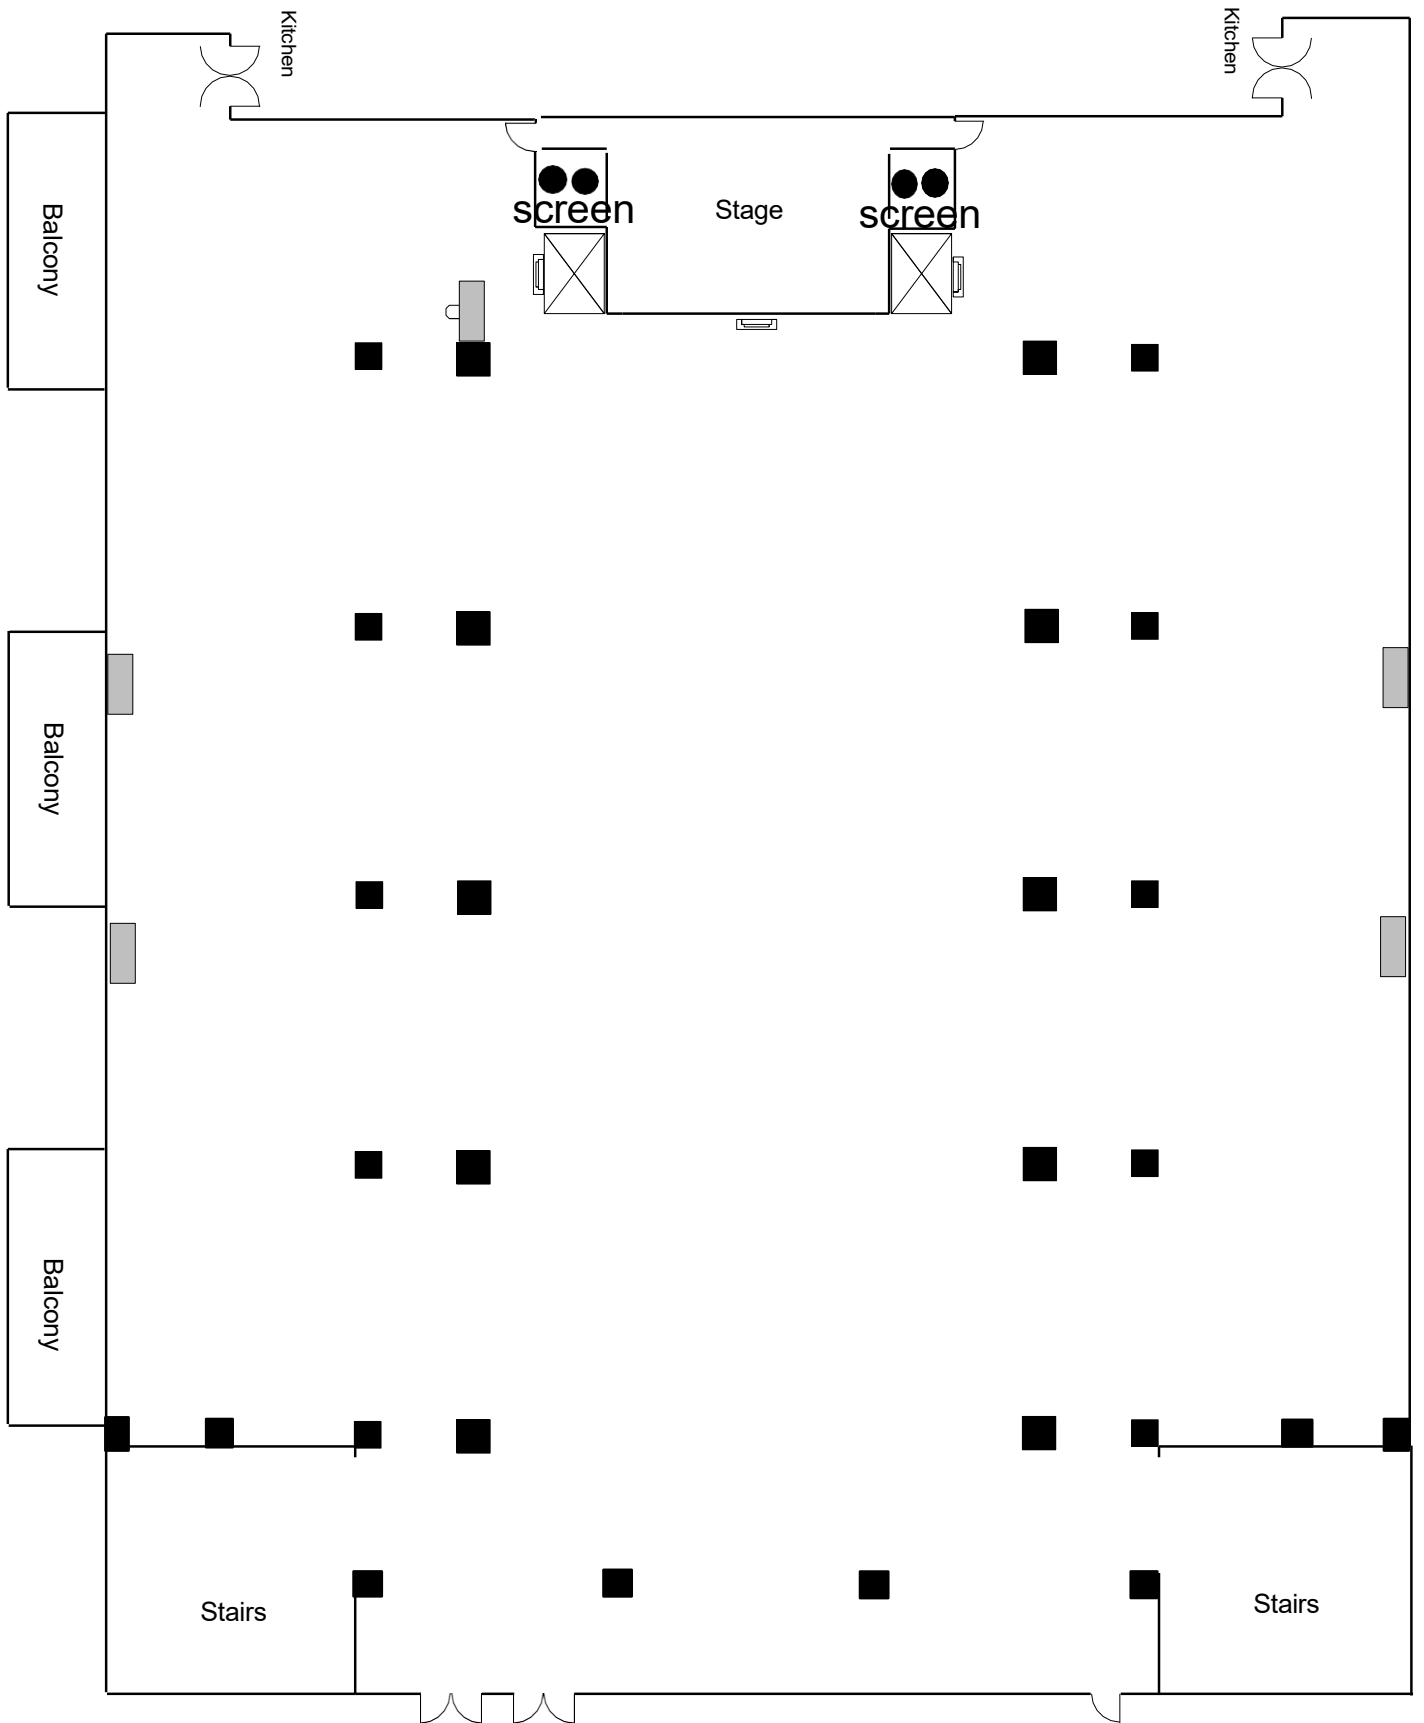 Kitchen
Kitchen
Balcony
screen
Stage
screen
Balcony
Balcony
Stairs
Stairs